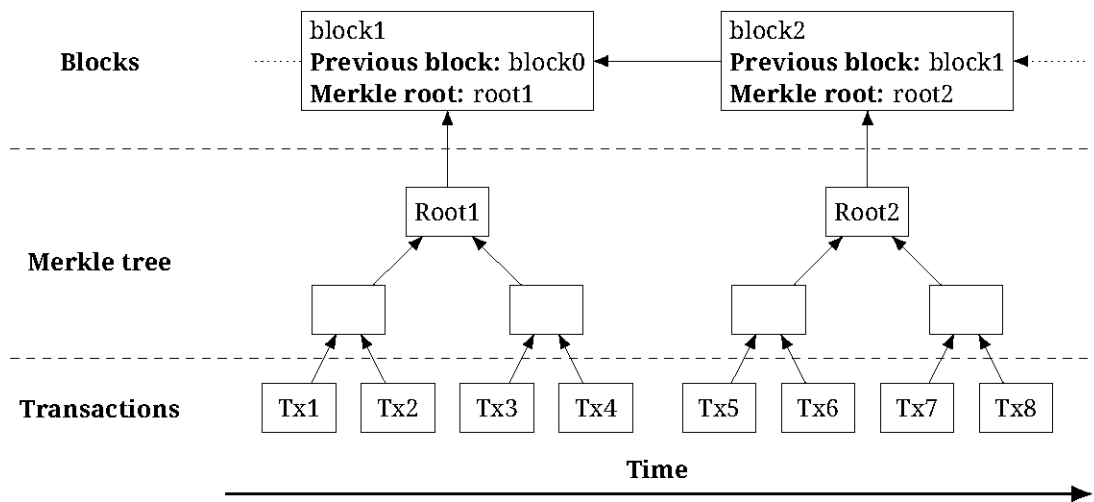 block1
Previous block: block0
Merkle root: root1
block2
Previous block: block1
Merkle root: root2
Blocks
Root1
Root2
Merkle tree
Transactions
Tx1
Tx2
Tx3
Tx4
Tx5
Tx6
Tx7
Tx8
Time